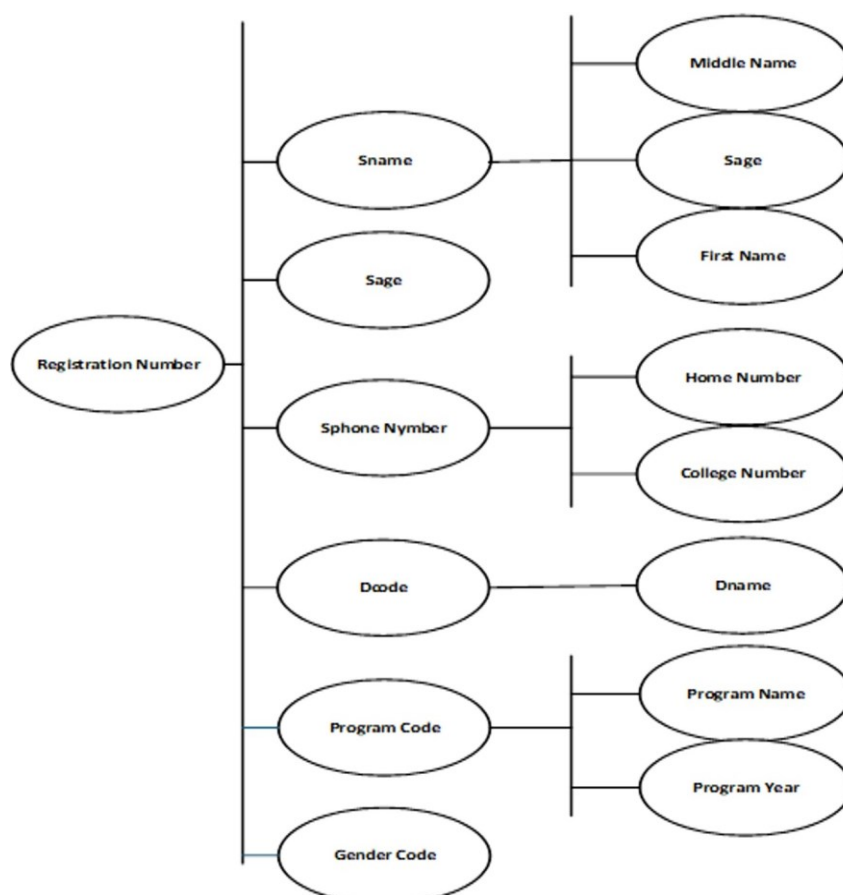 Middle Name
Sname
Sage
First Name
Sage
Registration Number
Home Number
Sphone Nymber
College Number
Dcode
Dname
Program Name
Program Code
Program Year
Gender Code